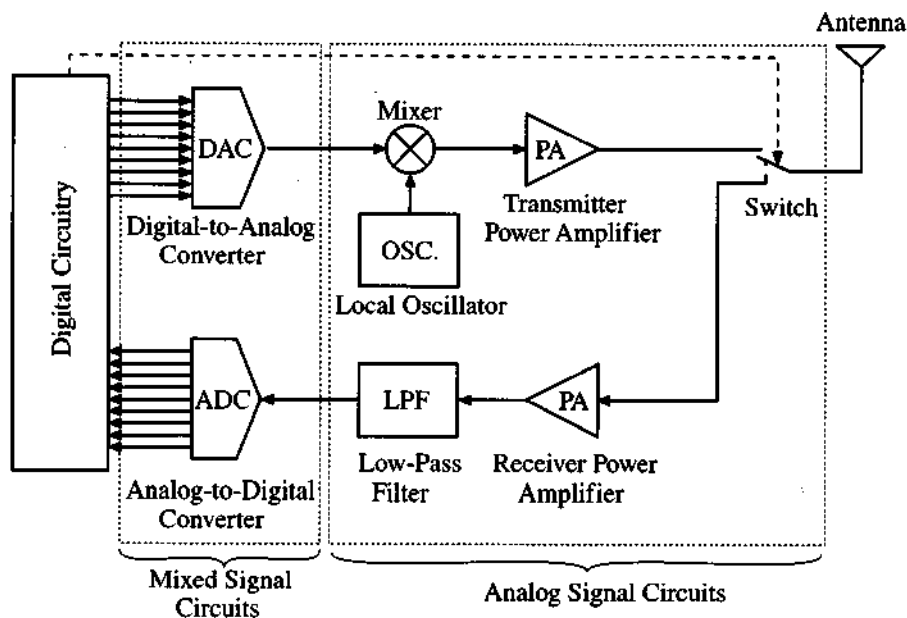 Antenna
Mixer
DAC
PA
Digital-to-Analog
Converter
Transmitter
Power Amplifier
Switch
OSC.
Local Oscillator
Digital Circuitry
ADC
LPF
PA
Analog-to-Digital
Converter
Low-Pass
Filter
Receiver Power
Amplifier
Mixed Signal
Circuits
Analog Signal Circuits